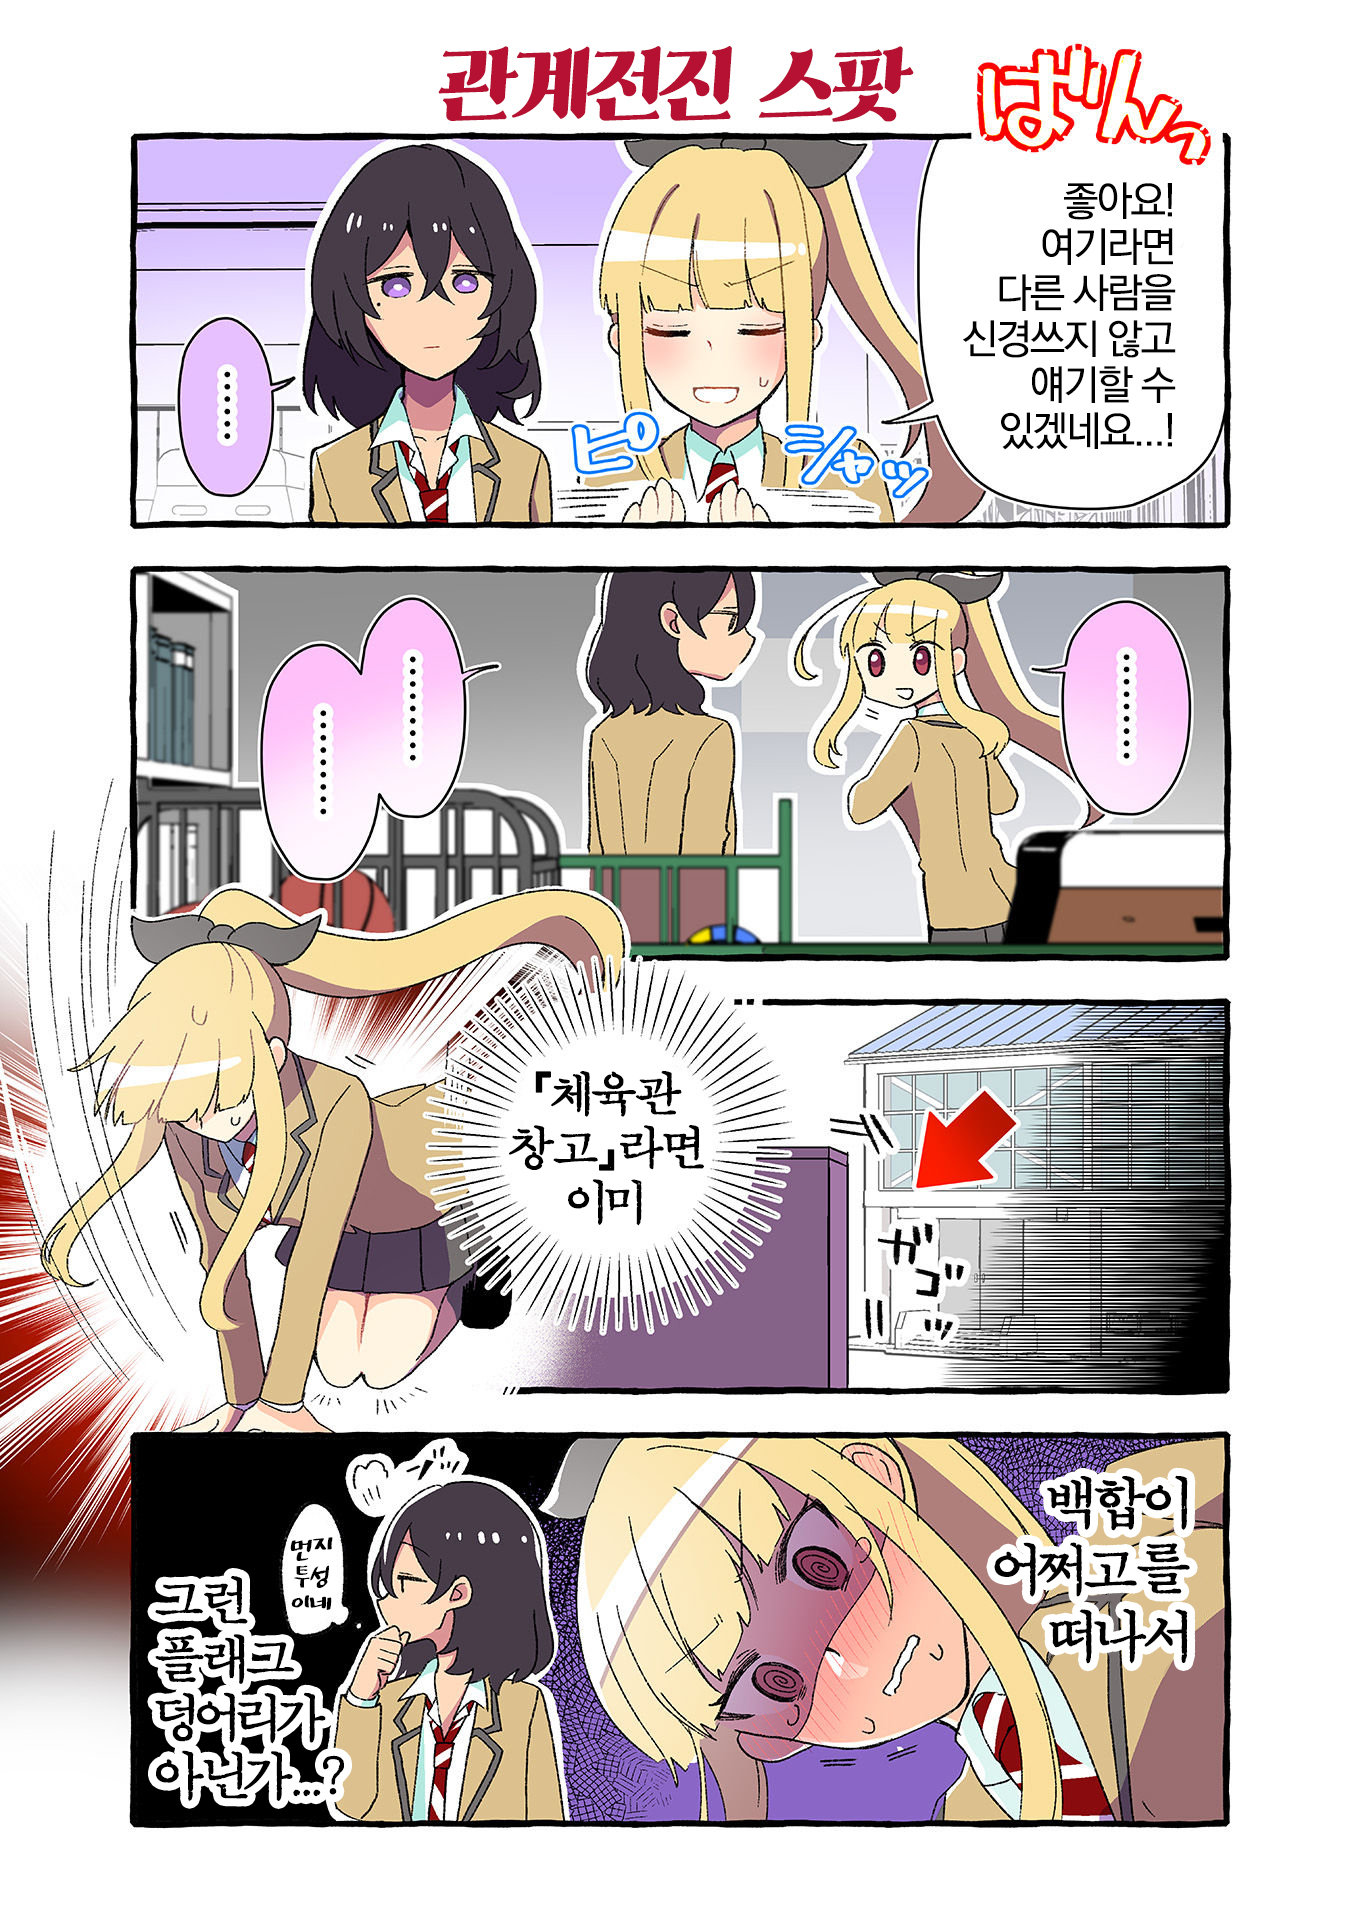 관계전진 스팟
ばんっ
좋아요!
여기라면
다른 사람을
신경쓰지 않고
얘기할 수
있겠네요...!
ピシャッ
………
………
………
………
『체육관
창고』라면
이미
ガゴッ
백합이
어쩌고를
떠나서
먼지
투성
이네
그런
플래그
덩어리가
아닌가...?